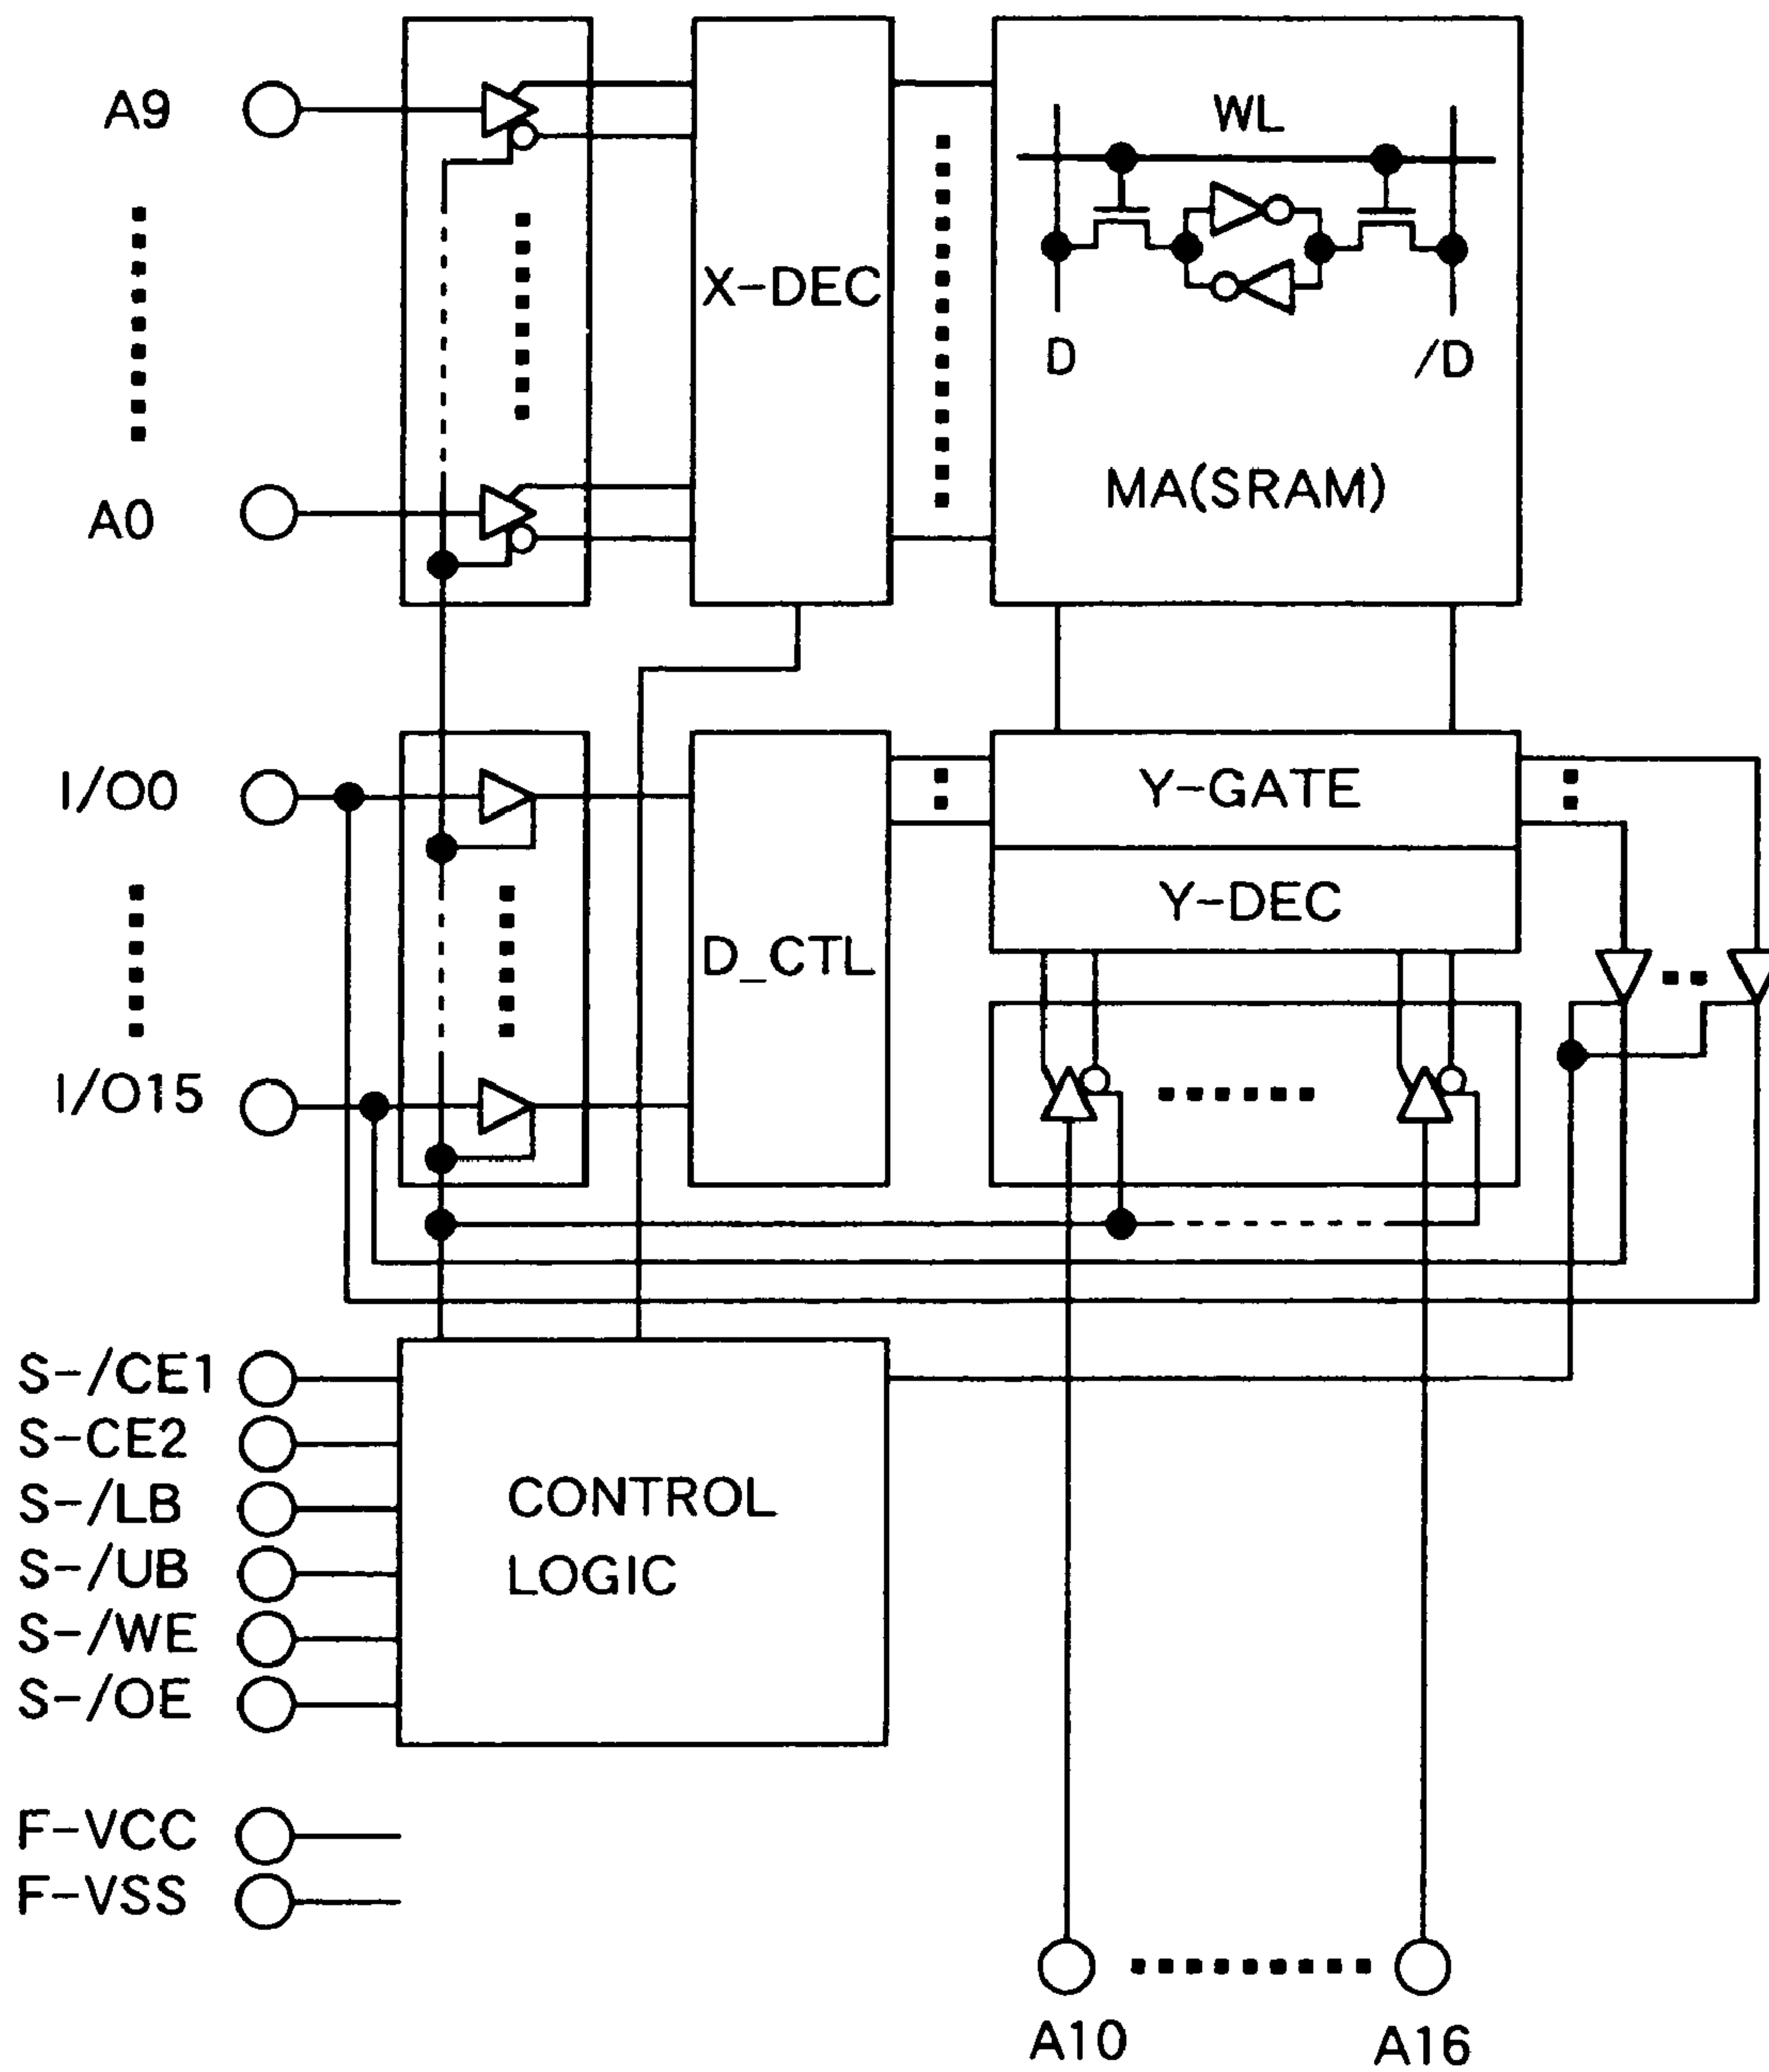 A9
WL
X-DEC
D
/D
MA(SRAM)
A0
I/O0
Y-GATE
Y-DEC
D_CTL
I/O15
S-/CE1
S-CE2
S-/LB
S-/UB
S-/WE
S-/OE
CONTROL
LOGIC
F-VCC
F-VSS
A10
A16